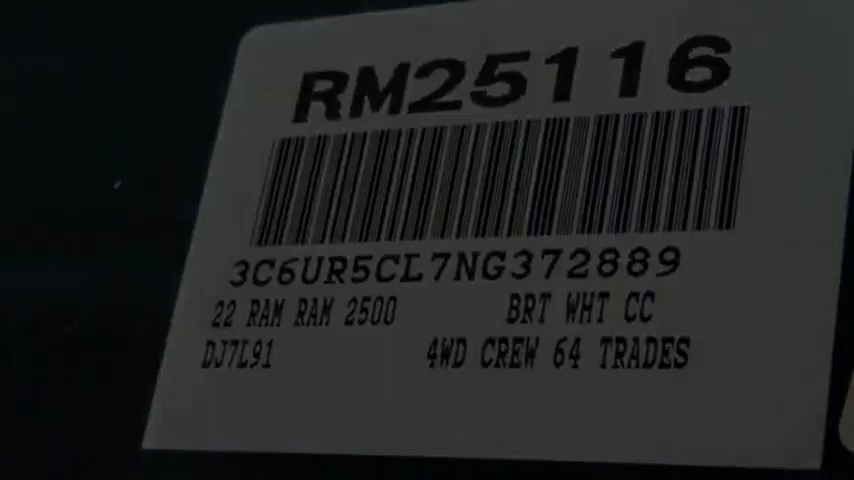 RM25116
3C6UR5CL7NG372889
22 RAM RAM 2500 BRT WHT CC
DJ7L91 4WD CREW 64 TRADES